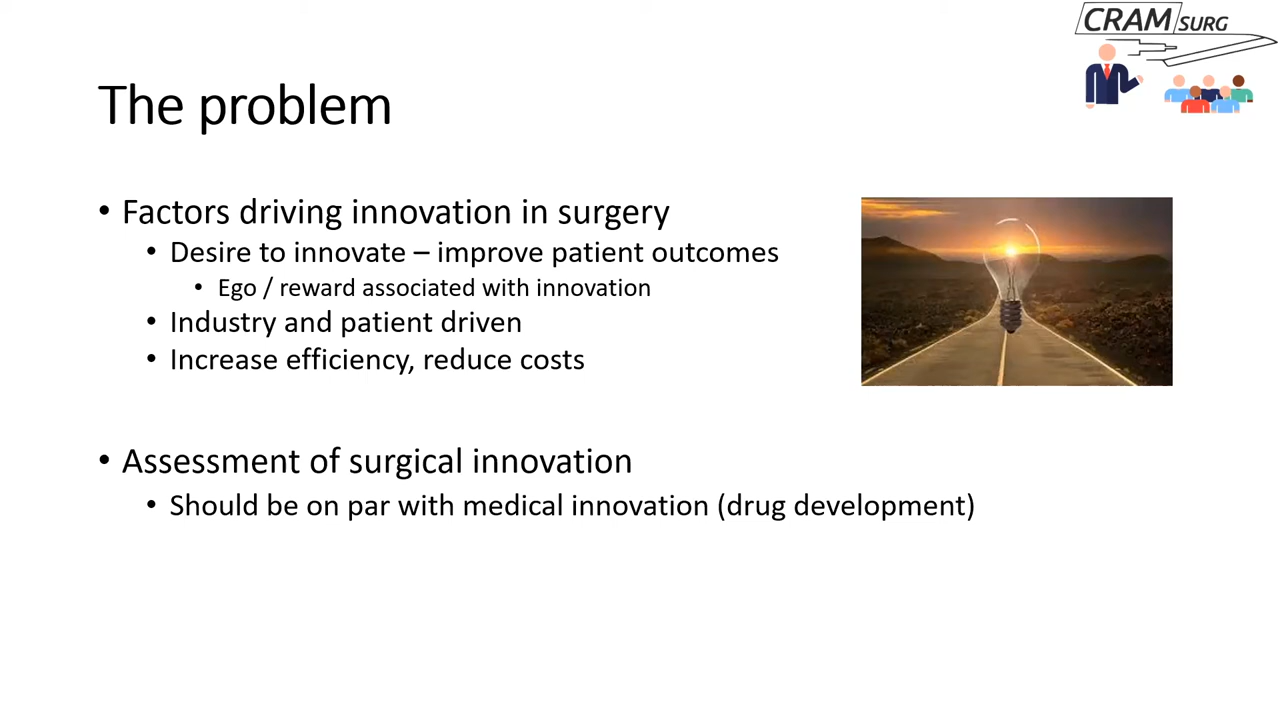 CRAM SURG
The problem
• Factors driving innovation in surgery
• Desire to innovate – improve patient outcomes
• Ego / reward associated with innovation
• Industry and patient driven
• Increase efficiency, reduce costs
• Assessment of surgical innovation
• Should be on par with medical innovation (drug development)